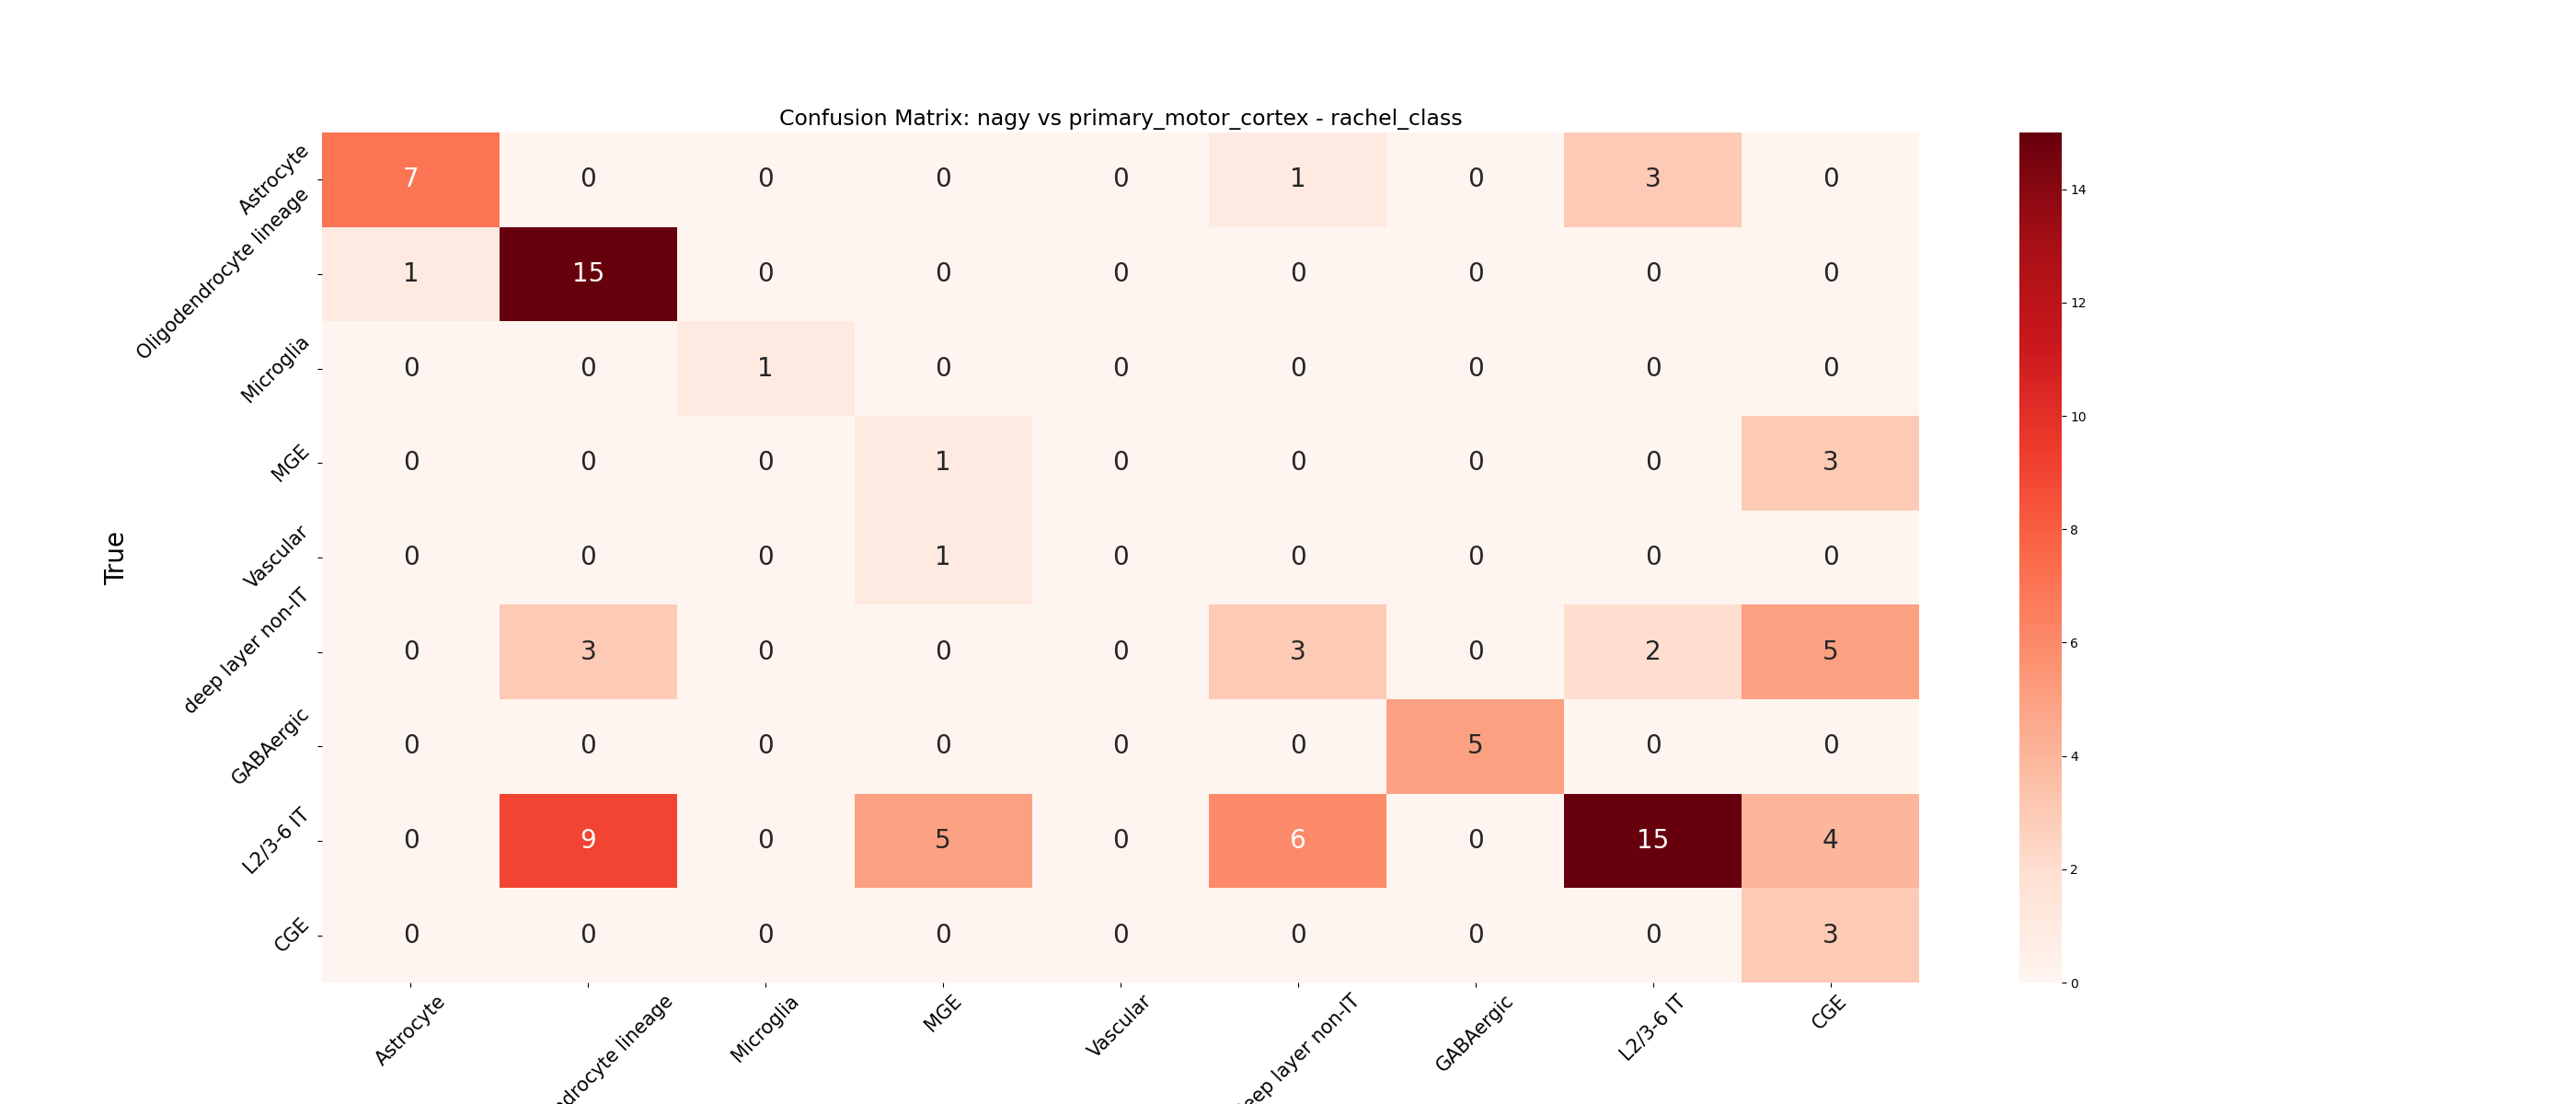 Confusion Matrix: nagy vs primary_motor_cortex - rachel_class
True
Astrocyte 7 0 0 0 0 1 0 3 0
Oligodendrocyte lineage 1 15 0 0 0 0 0 0 0
Microglia 0 0 1 0 0 0 0 0 0
MGE 0 0 0 1 0 0 0 0 3
Vascular 0 0 0 1 0 0 0 0 0
deep layer non-IT 0 3 0 0 0 3 0 2 5
GABAergic 0 0 0 0 0 0 5 0 0
L2/3-6 IT 0 9 0 5 0 6 0 15 4
CGE 0 0 0 0 0 0 0 0 3
Astrocyte
ndrocyte lineage
Microglia
MGE
Vascular
eep layer non-IT
GABAergic
L2/3-6 IT
CGE
14
12
10
8
6
4
2
0